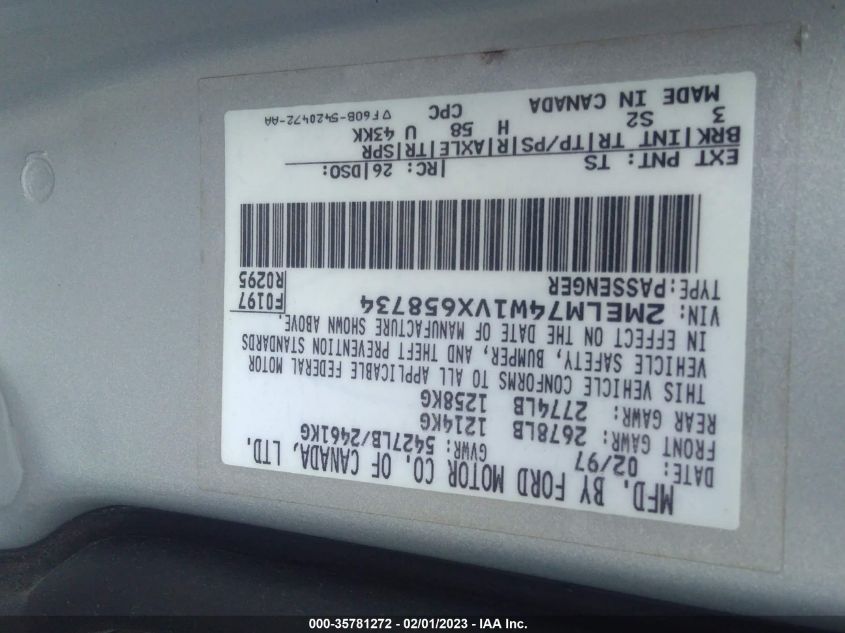 MFD. BY FORD MOTOR CO. OF CANADA, LTD.
DATE: 02/97 GVWR: 5427LB/2461KG
FRONT GAWR: 2678LB 1214KG
REAR GAWR: 2774LB 1258KG
THIS VEHICLE CONFORMS TO ALL APPLICABLE FEDERAL MOTOR
VEHICLE SAFETY, BUMPER, AND THEFT PREVENTION STANDARDS
IN EFFECT ON THE DATE OF MANUFACTURE SHOWN ABOVE.
VIN: 2MELM74W1VX658734 F0197
TYPE: PASSENGER R0295
EXT PNT: TS |RC: 26|DSO:
BRK|INT TR|TP/PS|R|AXLE|TR|SPR
3 S2 H 58 U 43KK
MADE IN CANADA CPC ▽F60B-5420472-AA
000-35781272 - 02/01/2023 - IAA Inc.